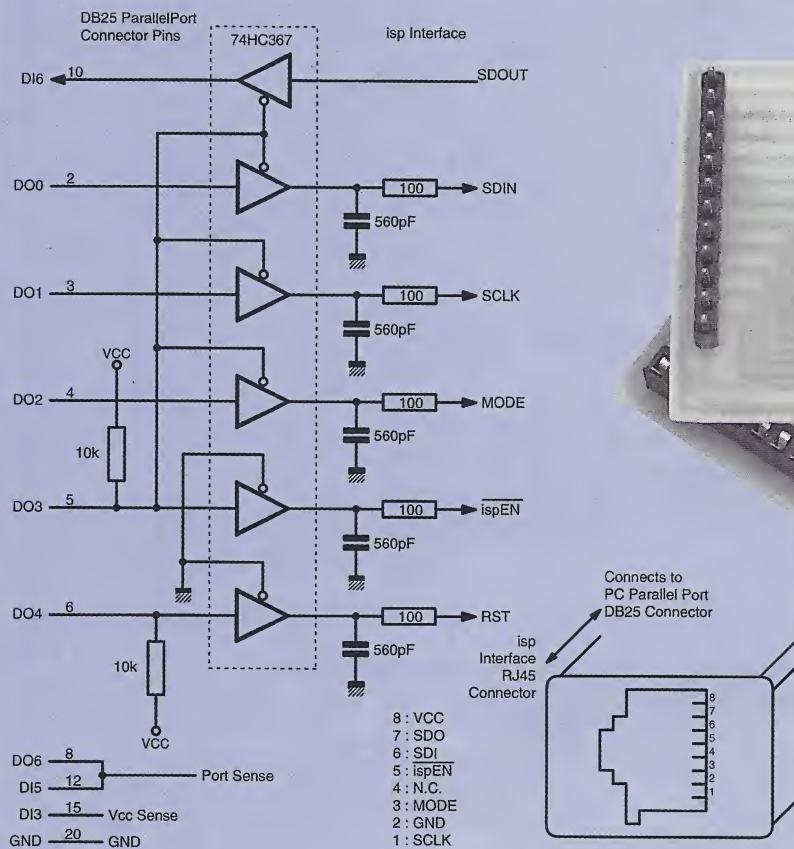 DB25 ParallelPort
Connector Pins
74HC367
isp Interface
DI6
10
SDOUT
DO0
2
100
SDIN
560pF
DO1
3
100
SCLK
560pF
VCC
DO2
4
100
MODE
10k
560pF
DO3
5
100
ispEN
560pF
DO4
6
100
RST
10k
560pF
VCC
Connects to
PC Parallel Port
DB25 Connector
isp
Interface
RJ45
Connector
8
7
6
5
4
3
2
1
8 : VCC
7 : SDO
6 : SDI
5 : ispEN
4 : N.C.
3 : MODE
2 : GND
1 : SCLK
DO6
8
DI5
12
Port Sense
DI3
15
Vcc Sense
GND
20
GND